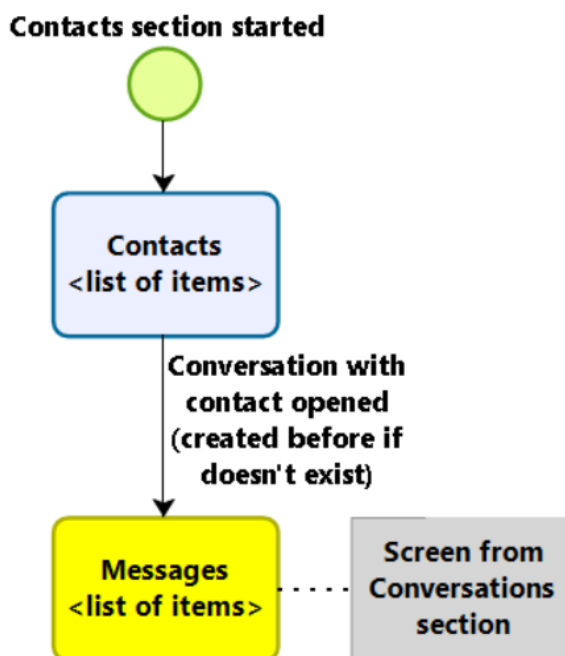 Contacts section started
Contacts
<list of items>
Conversation with
contact opened
(created before if
doesn't exist)
Messages
<list of items>
Screen from
Conversations
section